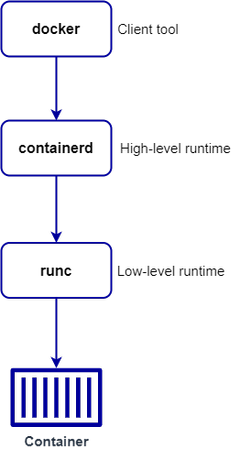 docker
Client tool
containerd
High-level runtime
runc
Low-level runtime
Container